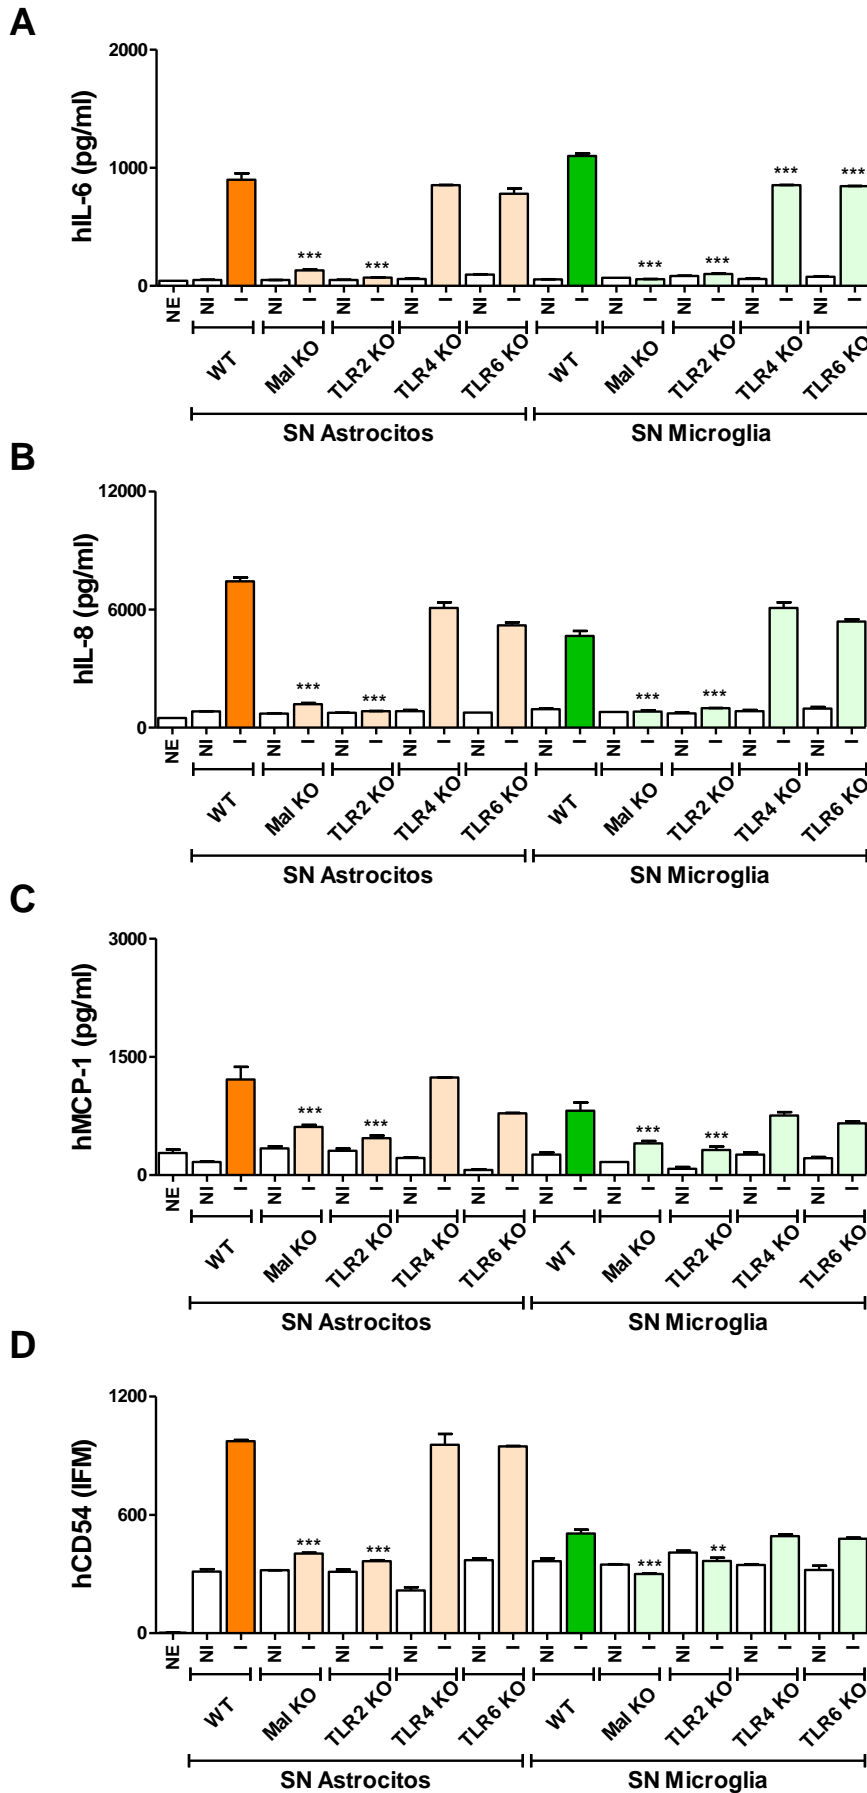 A
hIL-6 (pg/ml)
2000
1000
0
*** *** *** *** *** ***
NE NI I NI I NI I NI I NI I NI I NI I NI I NI I NI I
WT Mal KO TLR2 KO TLR4 KO TLR6 KO WT Mal KO TLR2 KO TLR4 KO TLR6 KO
SN Astrocitos SN Microglia
B
hIL-8 (pg/ml)
12000
6000
0
*** *** *** ***
NE NI I NI I NI I NI I NI I NI I NI I NI I NI I NI I
WT Mal KO TLR2 KO TLR4 KO TLR6 KO WT Mal KO TLR2 KO TLR4 KO TLR6 KO
SN Astrocitos SN Microglia
C
hMCP-1 (pg/ml)
3000
1500
0
*** *** *** ***
NE NI I NI I NI I NI I NI I NI I NI I NI I NI I NI I
WT Mal KO TLR2 KO TLR4 KO TLR6 KO WT Mal KO TLR2 KO TLR4 KO TLR6 KO
SN Astrocitos SN Microglia
D
hCD54 (IFM)
1200
600
0
*** *** *** **
NE NI I NI I NI I NI I NI I NI I NI I NI I NI I NI I
WT Mal KO TLR2 KO TLR4 KO TLR6 KO WT Mal KO TLR2 KO TLR4 KO TLR6 KO
SN Astrocitos SN Microglia